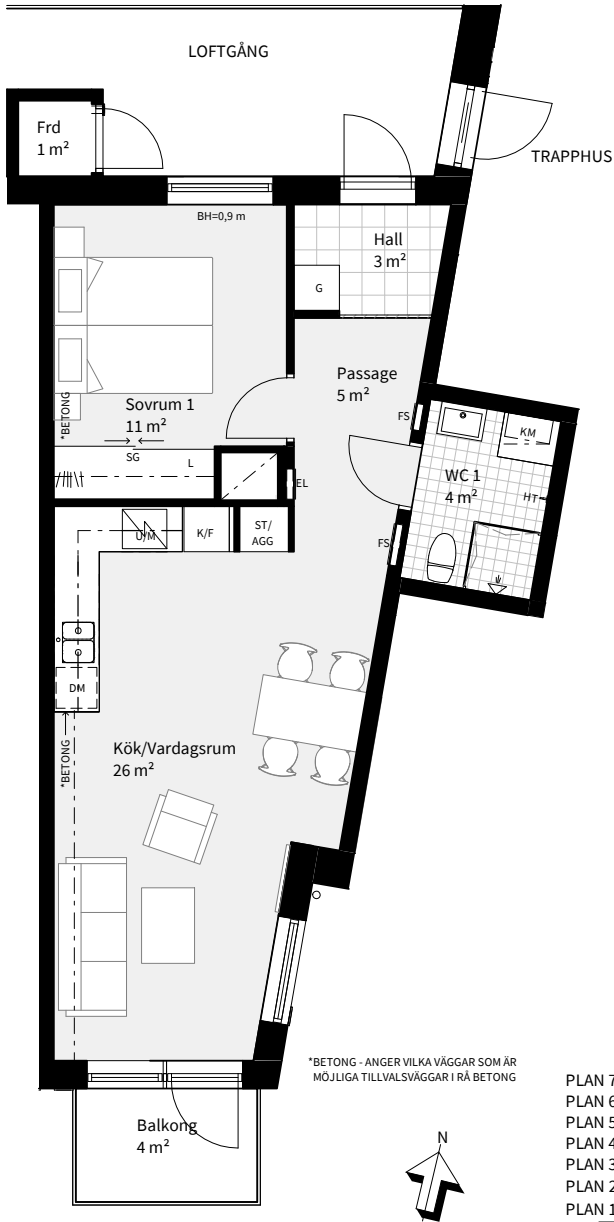 LOFTGÅNG
Frd
1 m²
TRAPPHUS
BH=0,9 m
Hall
3 m²
G
Passage
5 m²
*BETONG
Sovrum 1
11 m²
SG
L
FS
KM
WC 1
4 m²
HT
EL
U/M
K/F
ST/
AGG
FS
DM
*BETONG
Kök/Vardagsrum
26 m²
*BETONG - ANGER VILKA VÄGGAR SOM ÄR
MÖJLIGA TILLVALSVÄGGAR I RÅ BETONG
Balkong
4 m²
N
PLAN 7
PLAN 6
PLAN 5
PLAN 4
PLAN 3
PLAN 2
PLAN 1